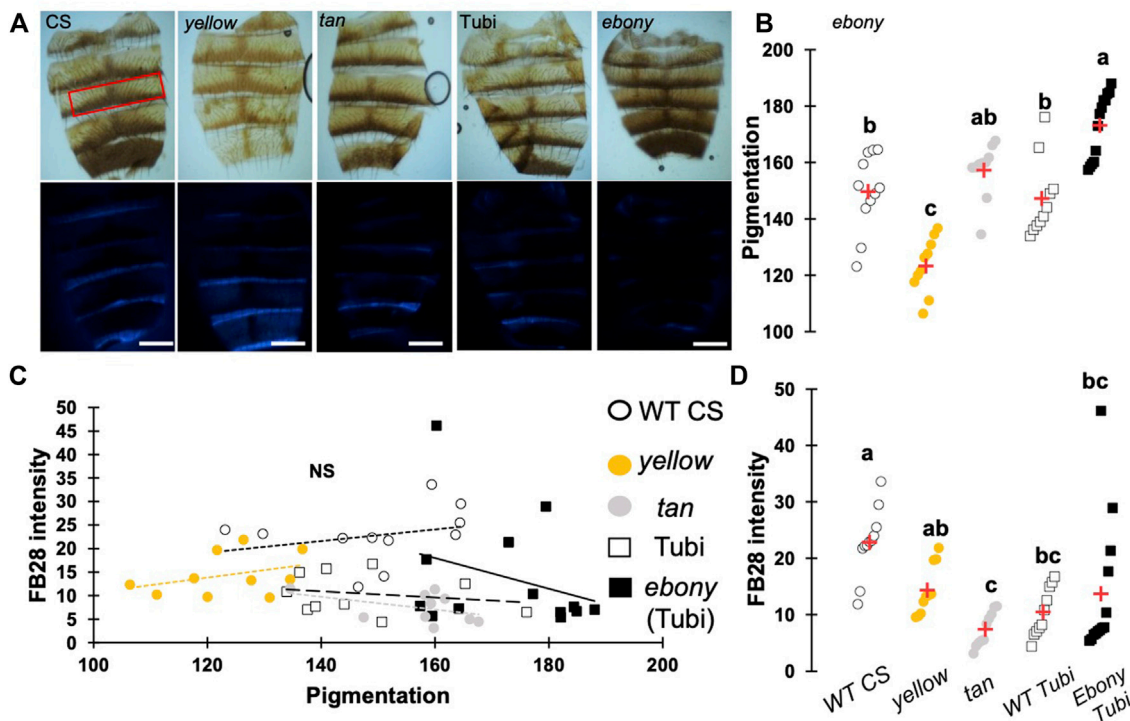 A
CS
yellow
tan
Tubi
ebony
B
ebony
Pigmentation
200
180
160
140
120
100
b
c
ab
b
a
C
FB28 intensity
50
45
40
35
30
25
20
15
10
5
0
NS
100
120
140
160
180
200
Pigmentation
WT CS
yellow
tan
Tubi
ebony
(Tubi)
D
FB28 intensity
50
40
30
20
10
0
a
ab
c
bc
bc
WT CS
yellow
tan
WT Tubi
Ebony
Tubi